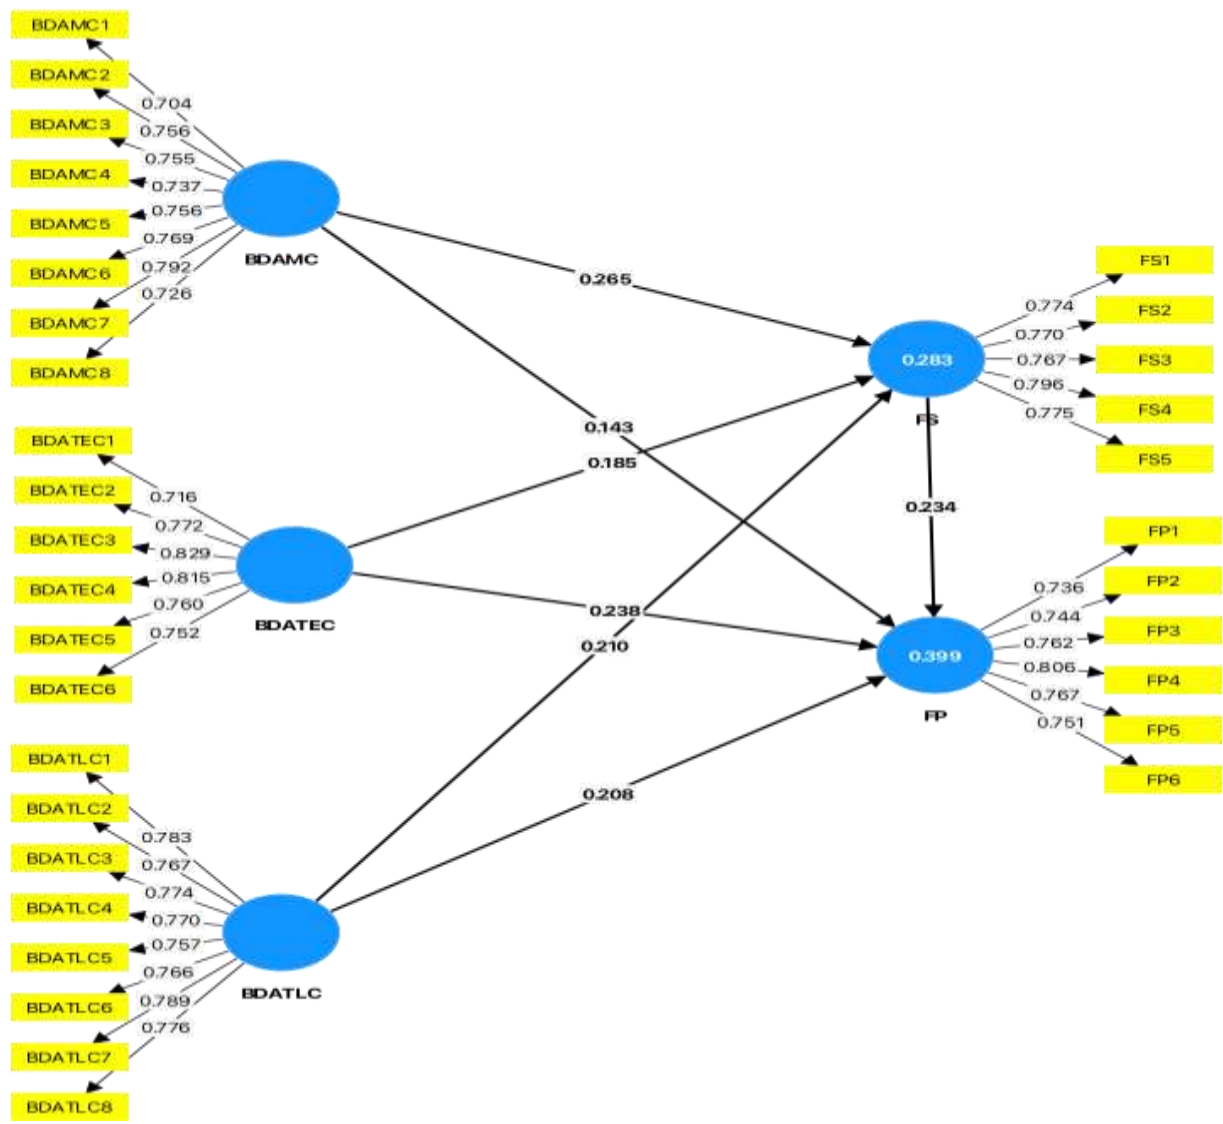 BDAMC1
BDAMC2
BDAMC3
BDAMC4
BDAMC5
BDAMC6
BDAMC7
BDAMC8
0.704
0.756
0.755
0.737
0.756
0.769
0.792
0.726
BDAMC
BDATEC1
BDATEC2
BDATEC3
BDATEC4
BDATEC5
BDATEC6
0.716
0.772
0.829
0.815
0.760
0.752
BDATEC
BDATLC1
BDATLC2
BDATLC3
BDATLC4
BDATLC5
BDATLC6
BDATLC7
BDATLC8
0.783
0.767
0.774
0.770
0.757
0.766
0.789
0.776
BDATLC
0.265
0.143
0.185
0.238
0.210
0.208
0.283
FS
0.234
0.399
FP
0.774
0.770
0.767
0.796
0.775
FS1
FS2
FS3
FS4
FS5
0.736
0.744
0.762
0.806
0.767
0.751
FP1
FP2
FP3
FP4
FP5
FP6